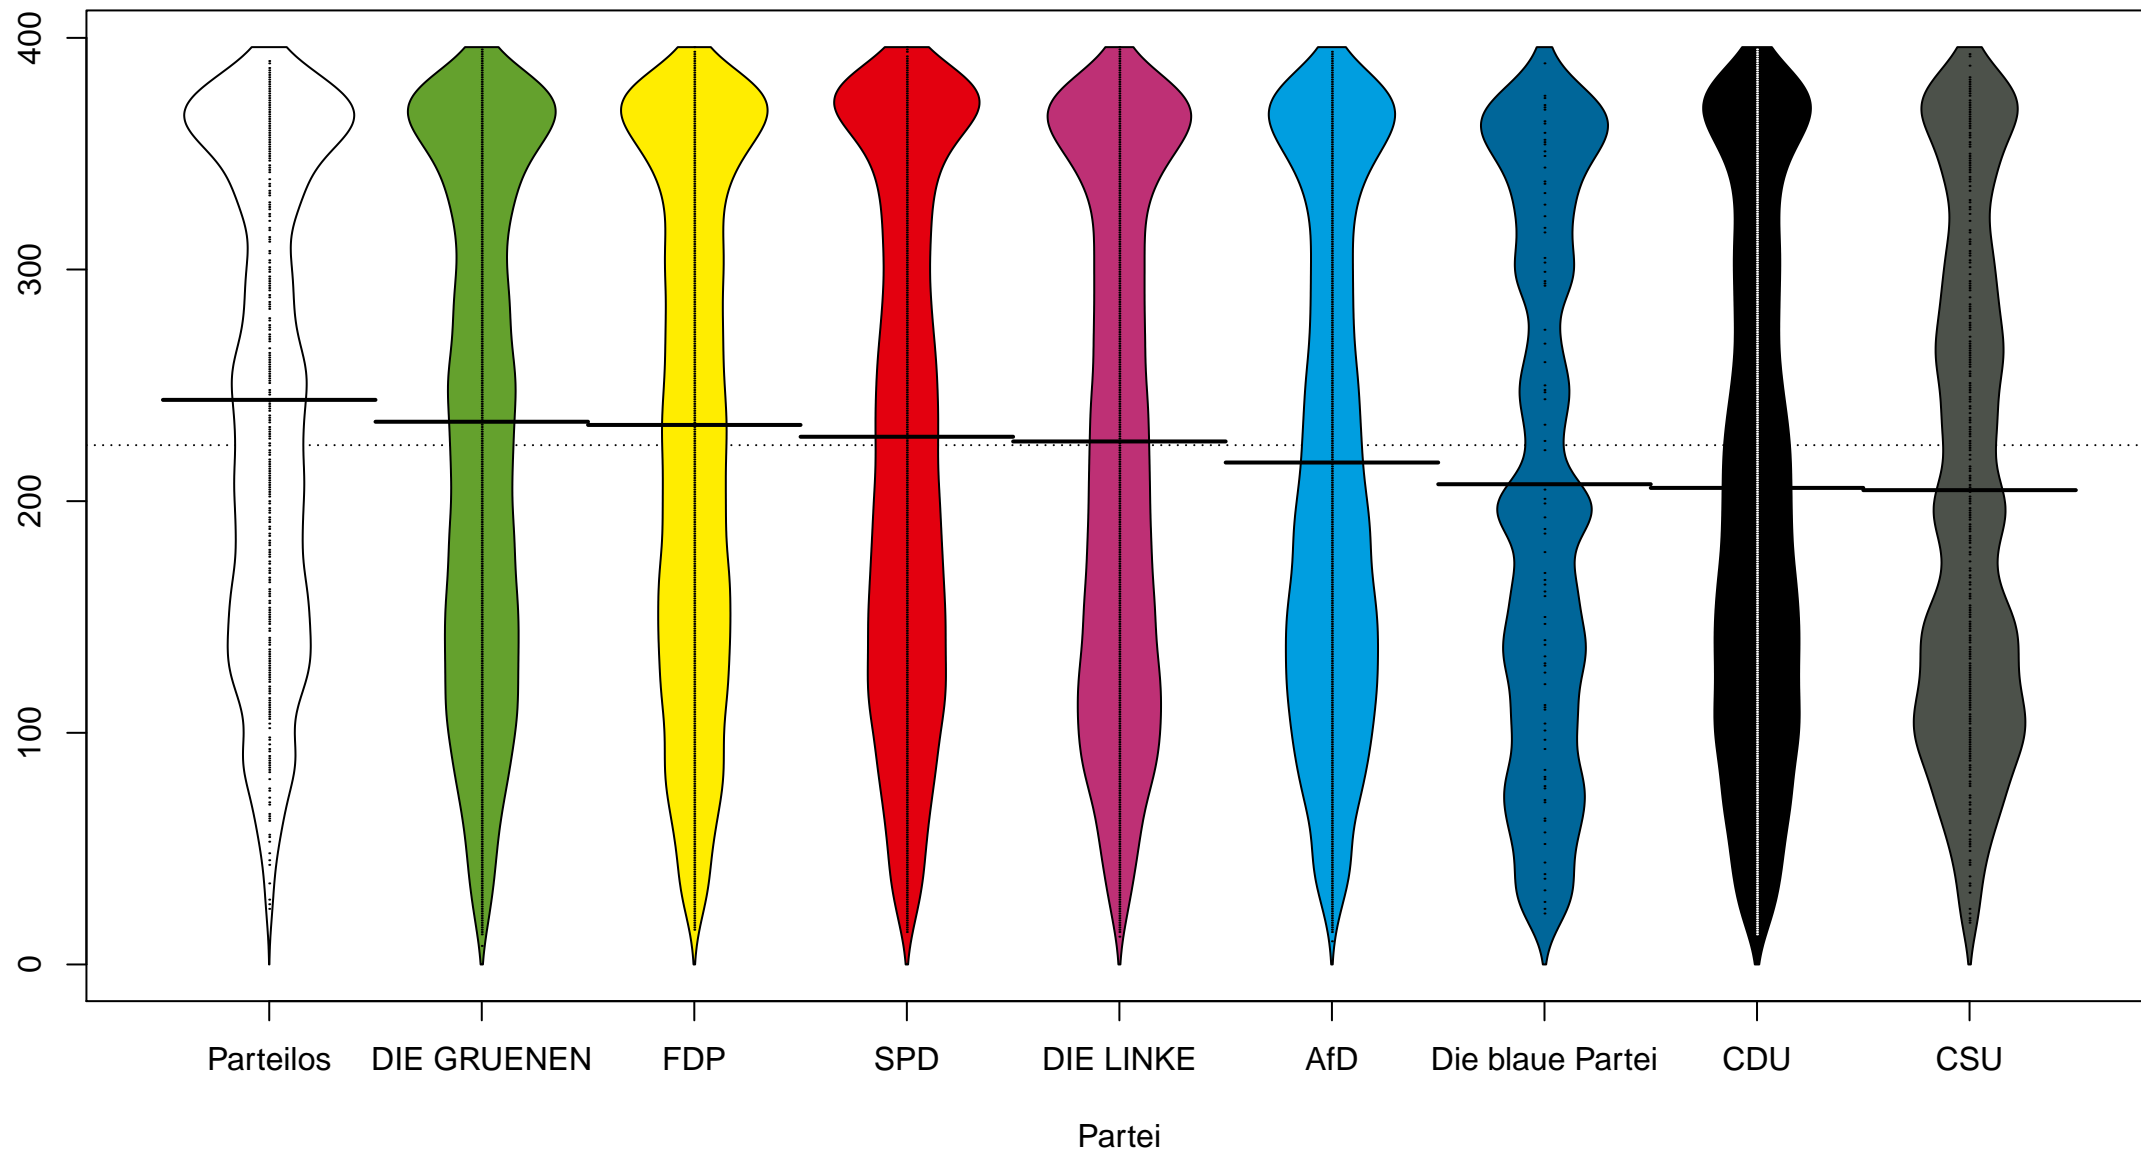 400
300
200
100
0
Parteilos DIE GRUENEN FDP SPD DIE LINKE AfD Die blaue Partei CDU CSU
Partei